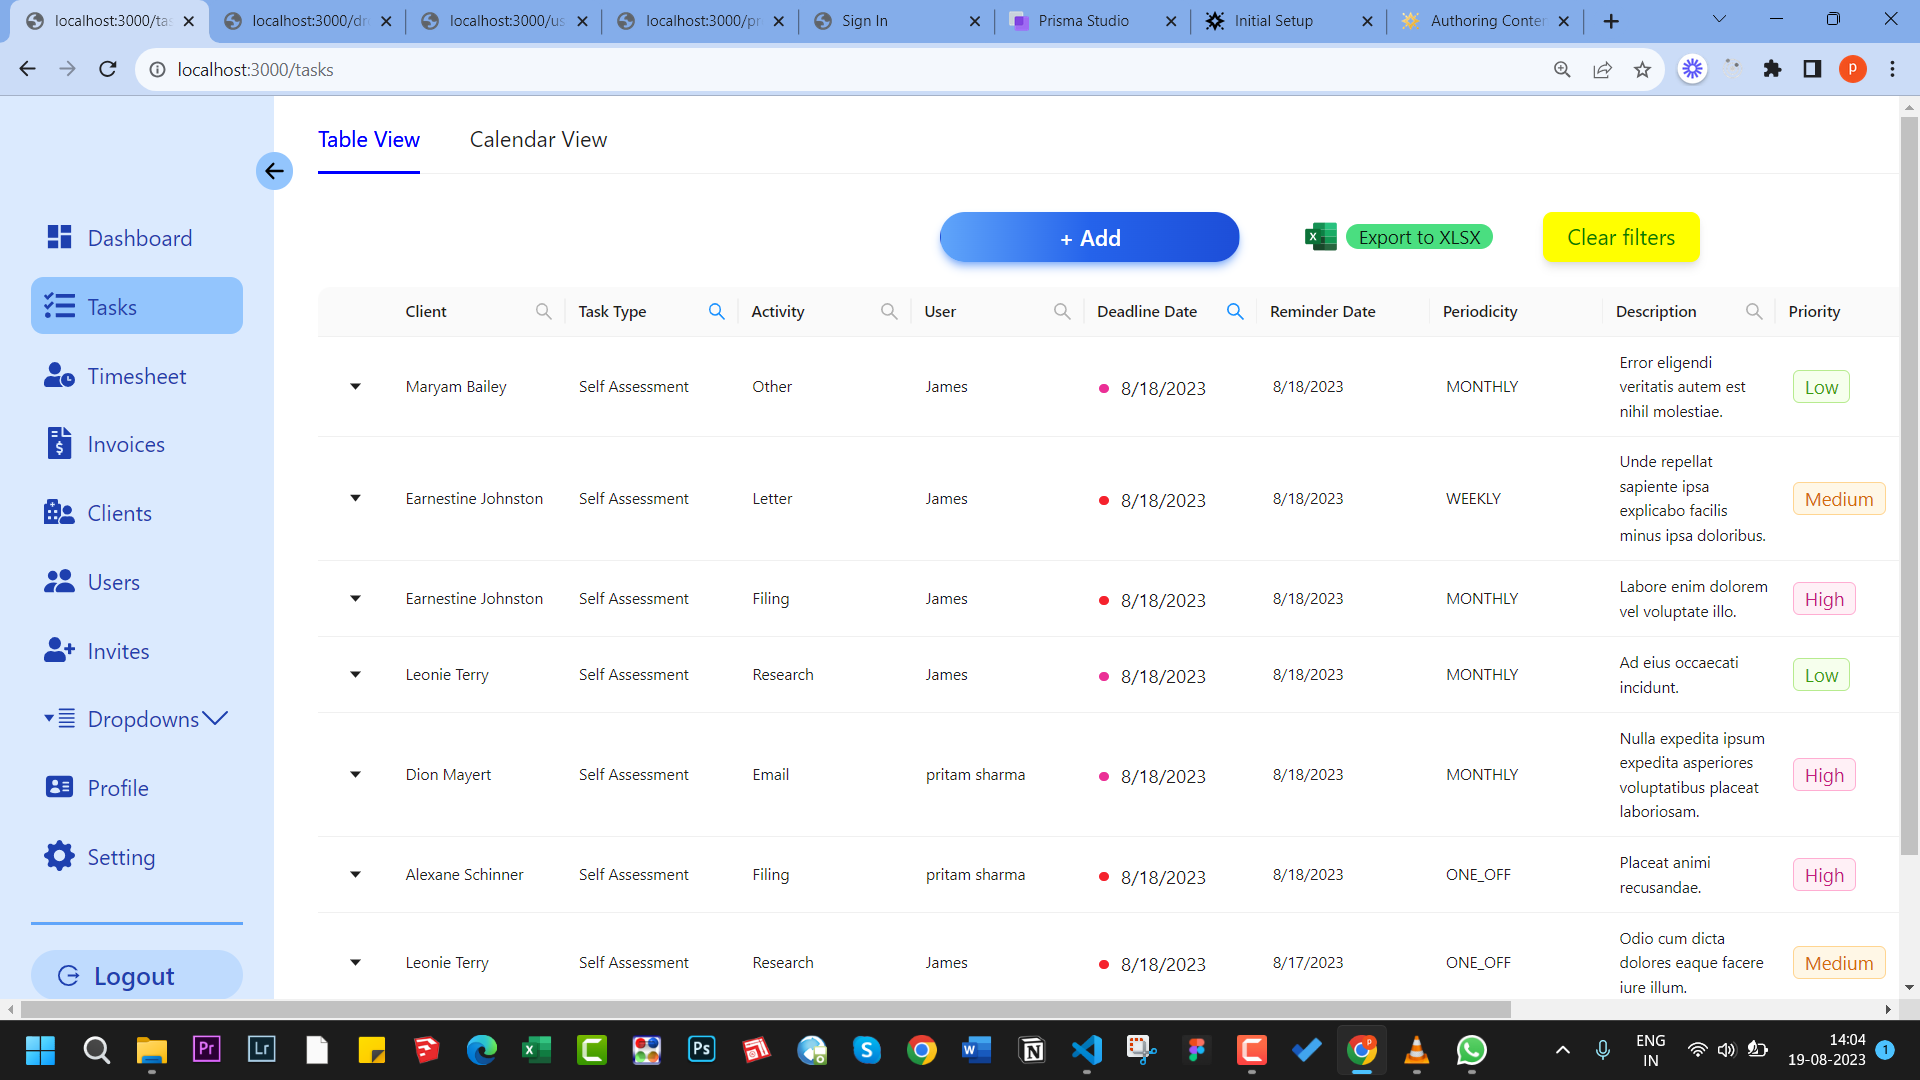 localhost:3000/tas
localhost:3000/dr
localhost:3000/us
localhost:3000/pr
Sign In
Prisma Studio
Initial Setup
Authoring Conter
localhost:3000/tasks
P
Table View
Calendar View
Dashboard
Tasks
Timesheet
Invoices
Clients
Users
Invites
Dropdowns
Profile
Setting
Logout
+ Add
Export to XLSX
Clear filters
Client
Task Type
Activity
User
Deadline Date
Reminder Date
Periodicity
Description
Priority
Maryam Bailey
Self Assessment
Other
James
8/18/2023
8/18/2023
MONTHLY
Error eligendi
veritatis autem est
nihil molestiae.
Low
Earnestine Johnston
Self Assessment
Letter
James
8/18/2023
8/18/2023
WEEKLY
Unde repellat
sapiente ipsa
explicabo facilis
minus ipsa doloribus.
Medium
Earnestine Johnston
Self Assessment
Filing
James
8/18/2023
8/18/2023
MONTHLY
Labore enim dolorem
vel voluptate illo.
High
Leonie Terry
Self Assessment
Research
James
8/18/2023
8/18/2023
MONTHLY
Ad eius occaecati
incidunt.
Low
Dion Mayert
Self Assessment
Email
pritam sharma
8/18/2023
8/18/2023
MONTHLY
Nulla expedita ipsum
expedita asperiores
voluptatibus placeat
laboriosam.
High
Alexane Schinner
Self Assessment
Filing
pritam sharma
8/18/2023
8/18/2023
ONE_OFF
Placeat animi
recusandae.
High
Leonie Terry
Self Assessment
Research
James
8/18/2023
8/17/2023
ONE_OFF
Odio cum dicta
dolores eaque facere
iure illum.
Medium
Pr
Lr
Ps
ENG
IN
14:04
19-08-2023
1